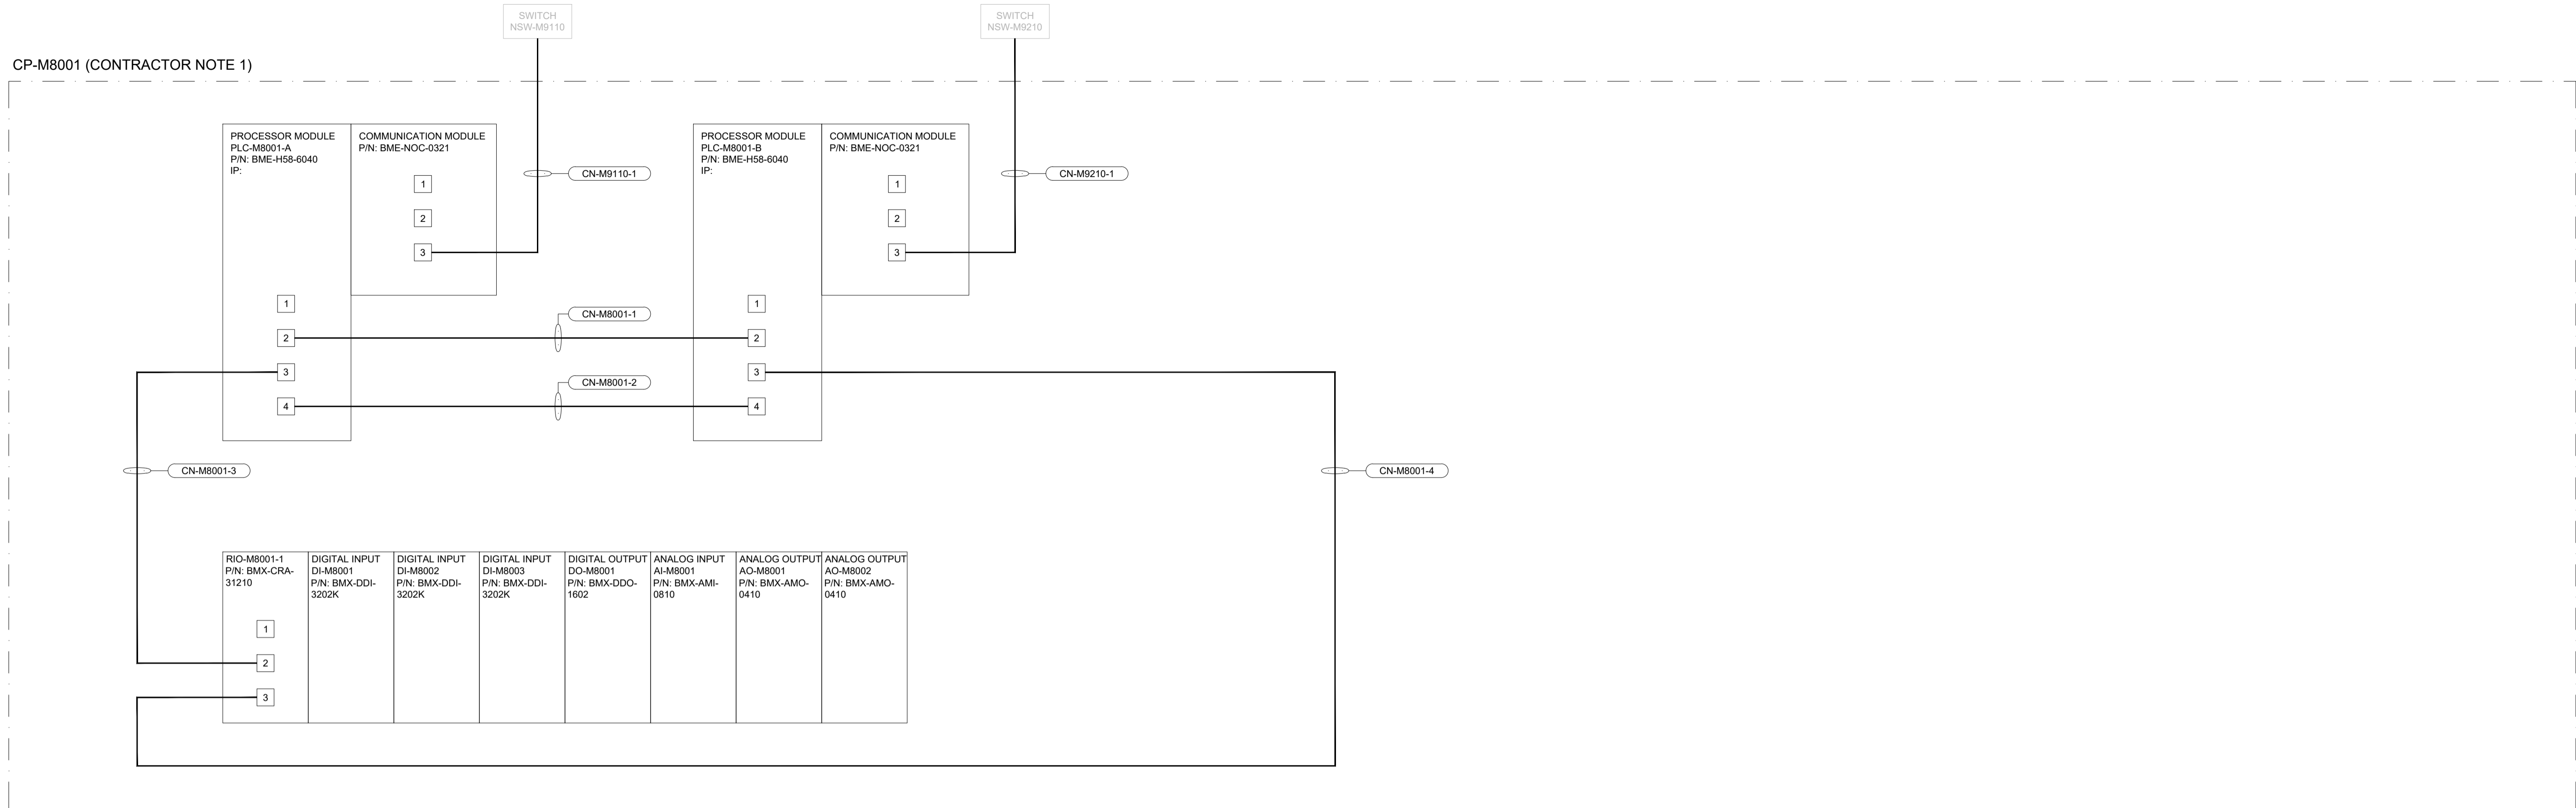 SWITCH
NSW-M9110
SWITCH
NSW-M9210
CP-M8001 (CONTRACTOR NOTE 1)
PROCESSOR MODULE
PLC-M8001-A
P/N: BME-H58-6040
IP:
COMMUNICATION MODULE
P/N: BME-NOC-0321
1
2
3
CN-M9110-1
PROCESSOR MODULE
PLC-M8001-B
P/N: BME-H58-6040
IP:
COMMUNICATION MODULE
P/N: BME-NOC-0321
1
2
3
CN-M9210-1
1
2
3
4
CN-M8001-1
CN-M8001-2
1
2
3
4
CN-M8001-3
CN-M8001-4
RIO-M8001-1
P/N: BMX-CRA-
31210
1
2
3
DIGITAL INPUT
DI-M8001
P/N: BMX-DDI-
3202K
DIGITAL INPUT
DI-M8002
P/N: BMX-DDI-
3202K
DIGITAL INPUT
DI-M8003
P/N: BMX-DDI-
3202K
DIGITAL OUTPUT
DO-M8001
P/N: BMX-DDO-
1602
ANALOG INPUT
AI-M8001
P/N: BMX-AMI-
0810
ANALOG OUTPUT
AO-M8001
P/N: BMX-AMO-
0410
ANALOG OUTPUT
AO-M8002
P/N: BMX-AMO-
0410